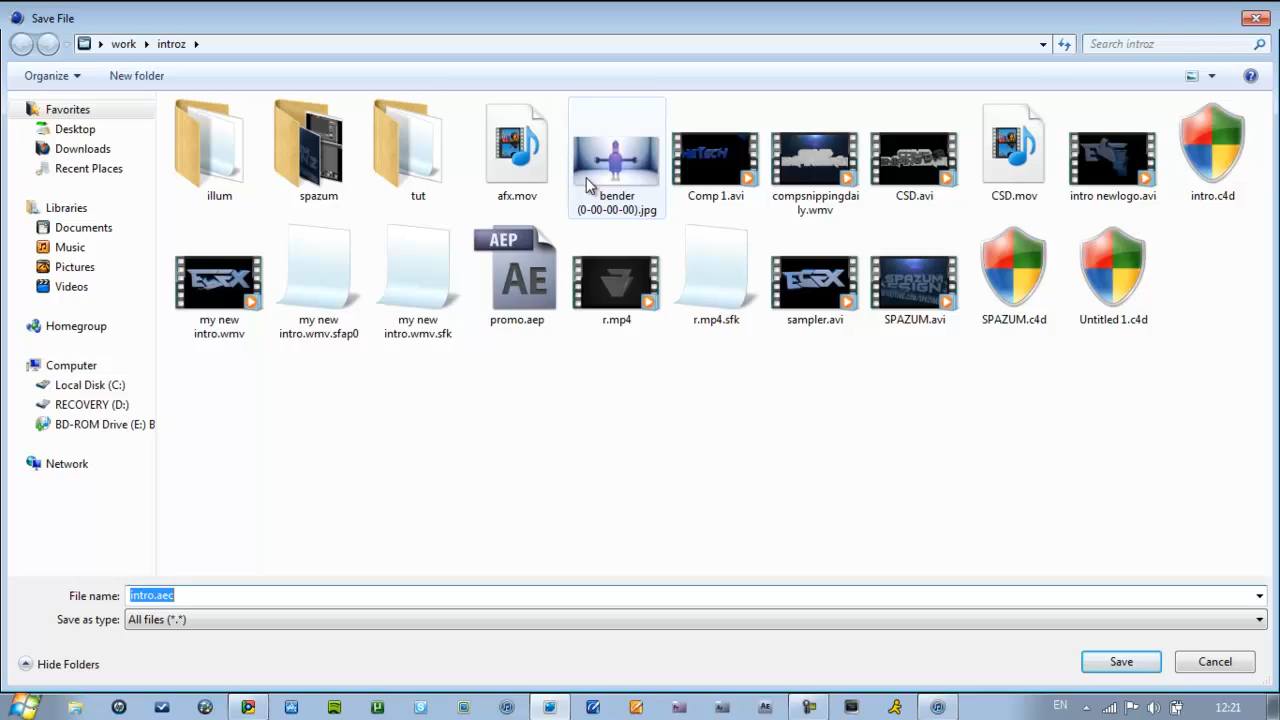 Save File
work introz
Search introz
Organize
New folder
Favorites
Desktop
Downloads
Recent Places
Libraries
Documents
Music
Pictures
Videos
Homegroup
Computer
Local Disk (C:)
RECOVERY (D:)
BD-ROM Drive (E:) B
Network
illum
spazum
tut
afx.mov
bender
(0-00-00-00).jpg
Comp 1.avi
compsnippingdai
ly.wmv
CSD.avi
CSD.mov
intro newlogo.avi
intro.c4d
AEP
Ae
SPAZUM
my new
intro.wmv
my new
intro.wmv.sfap0
my new
intro.wmv.sfk
promo.aep
r.mp4
r.mp4.sfk
sampler.avi
SPAZUM.avi
SPAZUM.c4d
Untitled 1.c4d
File name:
intro.aec
Save as type:
All files (*.*)
Hide Folders
Save
Cancel
EN
12:21